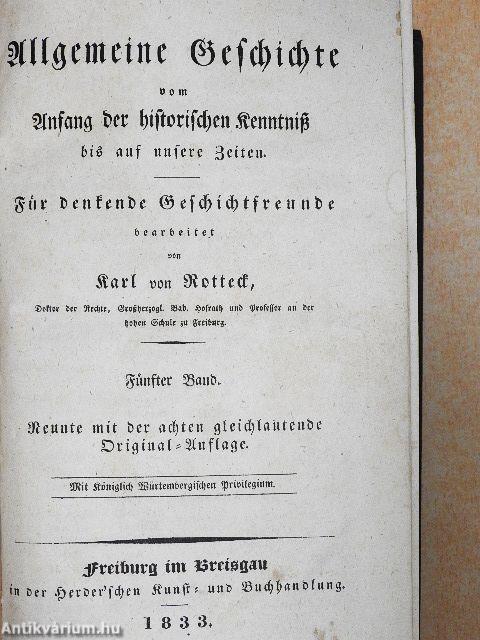 Allgemeine Geschichte
vom
Anfang der historischen Kenntniß
bis auf unsere Zeiten.
Für denkende Geschichtfreunde
bearbeitet
von
Karl von Rotteck,
Doktor der Rechte, Großherzogl. Bad. Hofrath und Professor an der
hohen Schule zu Freiburg.
Fünfter Band.
Neunte mit der achten gleichlautende
Original-Auflage.
Mit Königlich Würtembergischen Privilegium.
Freiburg im Breisgau
in der Herder'schen Kunst- und Buchhandlung.
1833.
Antikvárium.hu